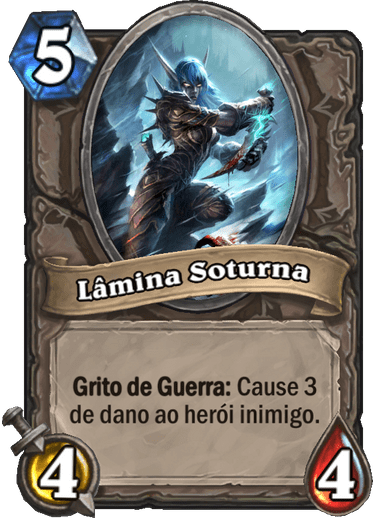 5
Lâmina Soturna
Grito de Guerra: Cause 3
de dano ao herói inimigo.
4
4